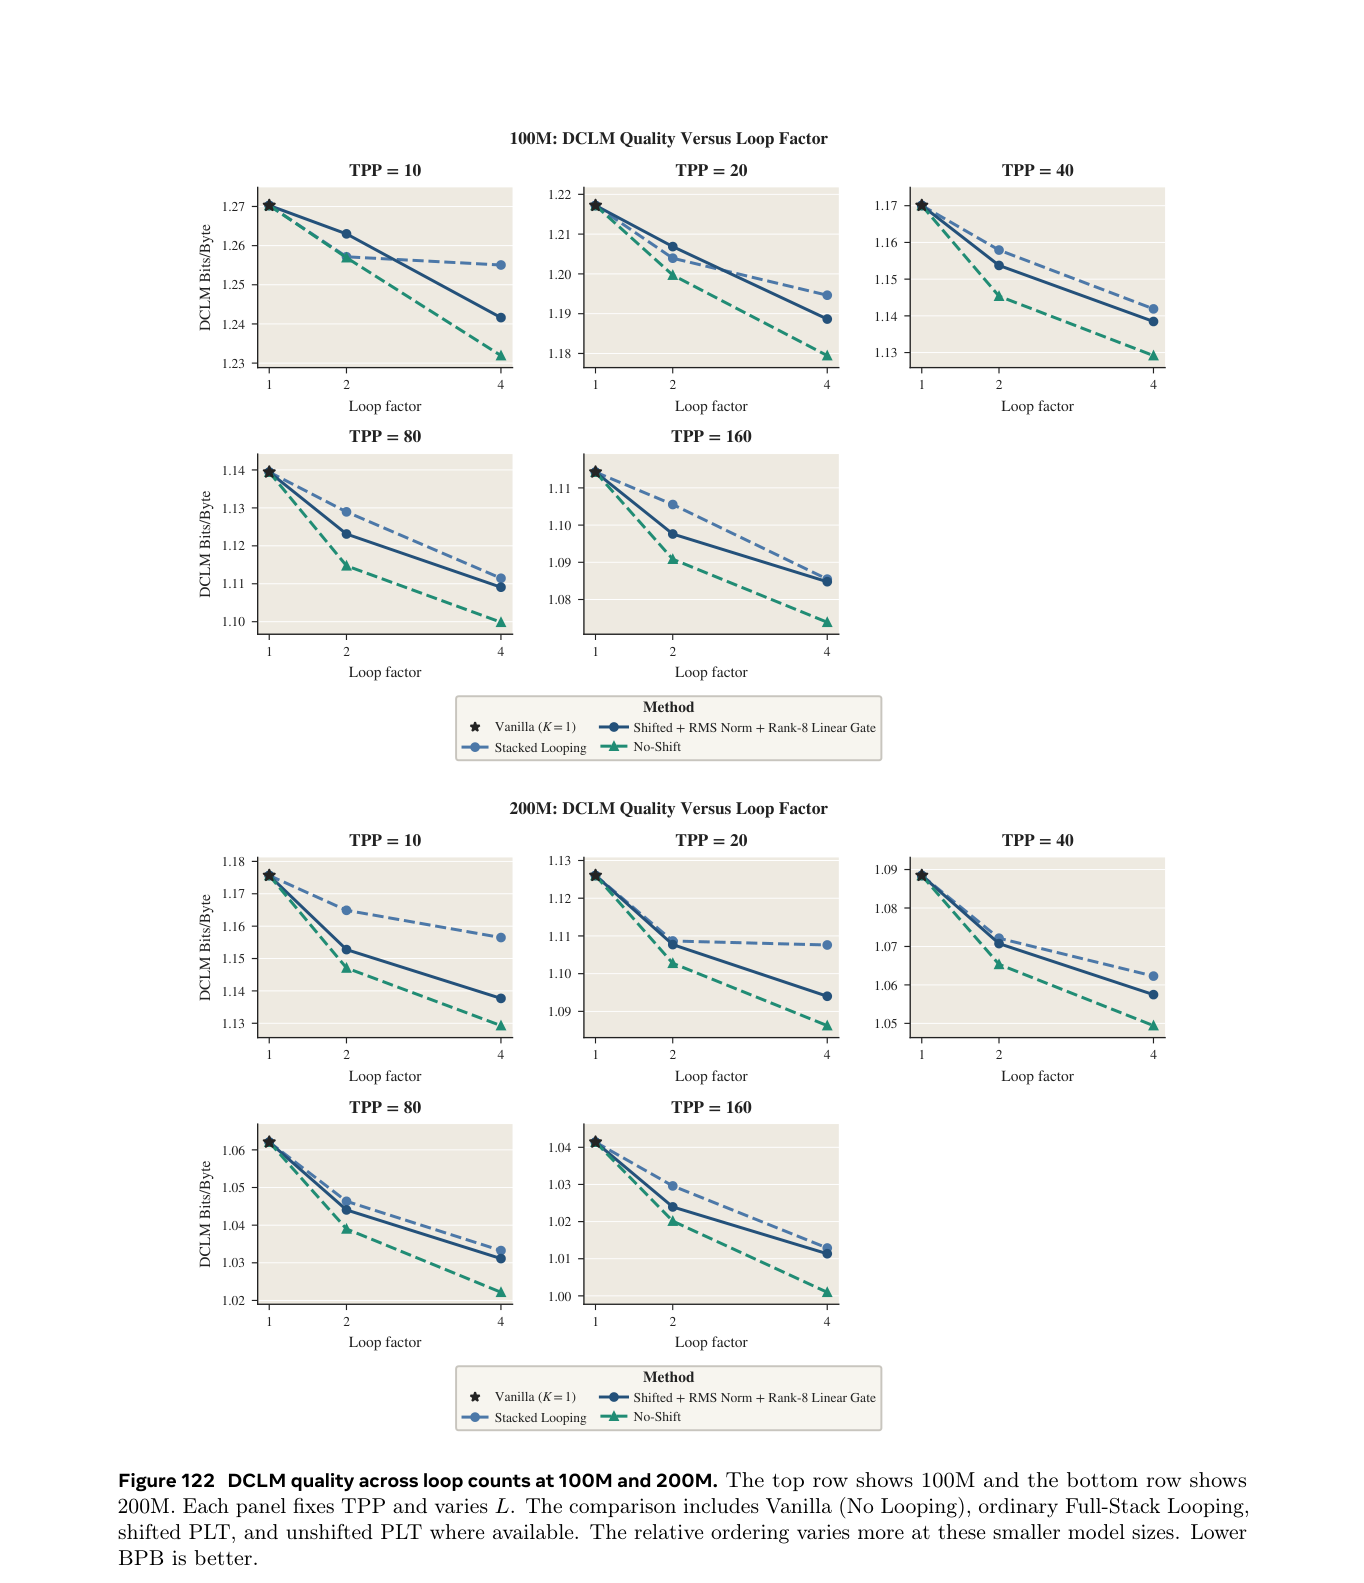 100M: DCLM Quality Versus Loop Factor
TPP = 10
TPP = 20
TPP = 40
DCLM Bits/Byte
1.27
1.26
1.25
1.24
1.23
1
2
4
Loop factor
1.22
1.21
1.20
1.19
1.18
1
2
4
Loop factor
1.17
1.16
1.15
1.14
1.13
1
2
4
Loop factor
TPP = 80
TPP = 160
DCLM Bits/Byte
1.14
1.13
1.12
1.11
1.10
1
2
4
Loop factor
1.11
1.10
1.09
1.08
1
2
4
Loop factor
Method
Vanilla (K=1)
Shifted + RMS Norm + Rank-8 Linear Gate
Stacked Looping
No-Shift
200M: DCLM Quality Versus Loop Factor
TPP = 10
TPP = 20
TPP = 40
DCLM Bits/Byte
1.18
1.17
1.16
1.15
1.14
1.13
1
2
4
Loop factor
1.13
1.12
1.11
1.10
1.09
1
2
4
Loop factor
1.09
1.08
1.07
1.06
1.05
1
2
4
Loop factor
TPP = 80
TPP = 160
DCLM Bits/Byte
1.06
1.05
1.04
1.03
1.02
1
2
4
Loop factor
1.04
1.03
1.02
1.01
1.00
1
2
4
Loop factor
Method
Vanilla (K=1)
Shifted + RMS Norm + Rank-8 Linear Gate
Stacked Looping
No-Shift
Figure 122 DCLM quality across loop counts at 100M and 200M. The top row shows 100M and the bottom row shows
200M. Each panel fixes TPP and varies L. The comparison includes Vanilla (No Looping), ordinary Full-Stack Looping,
shifted PLT, and unshifted PLT where available. The relative ordering varies more at these smaller model sizes. Lower
BPB is better.